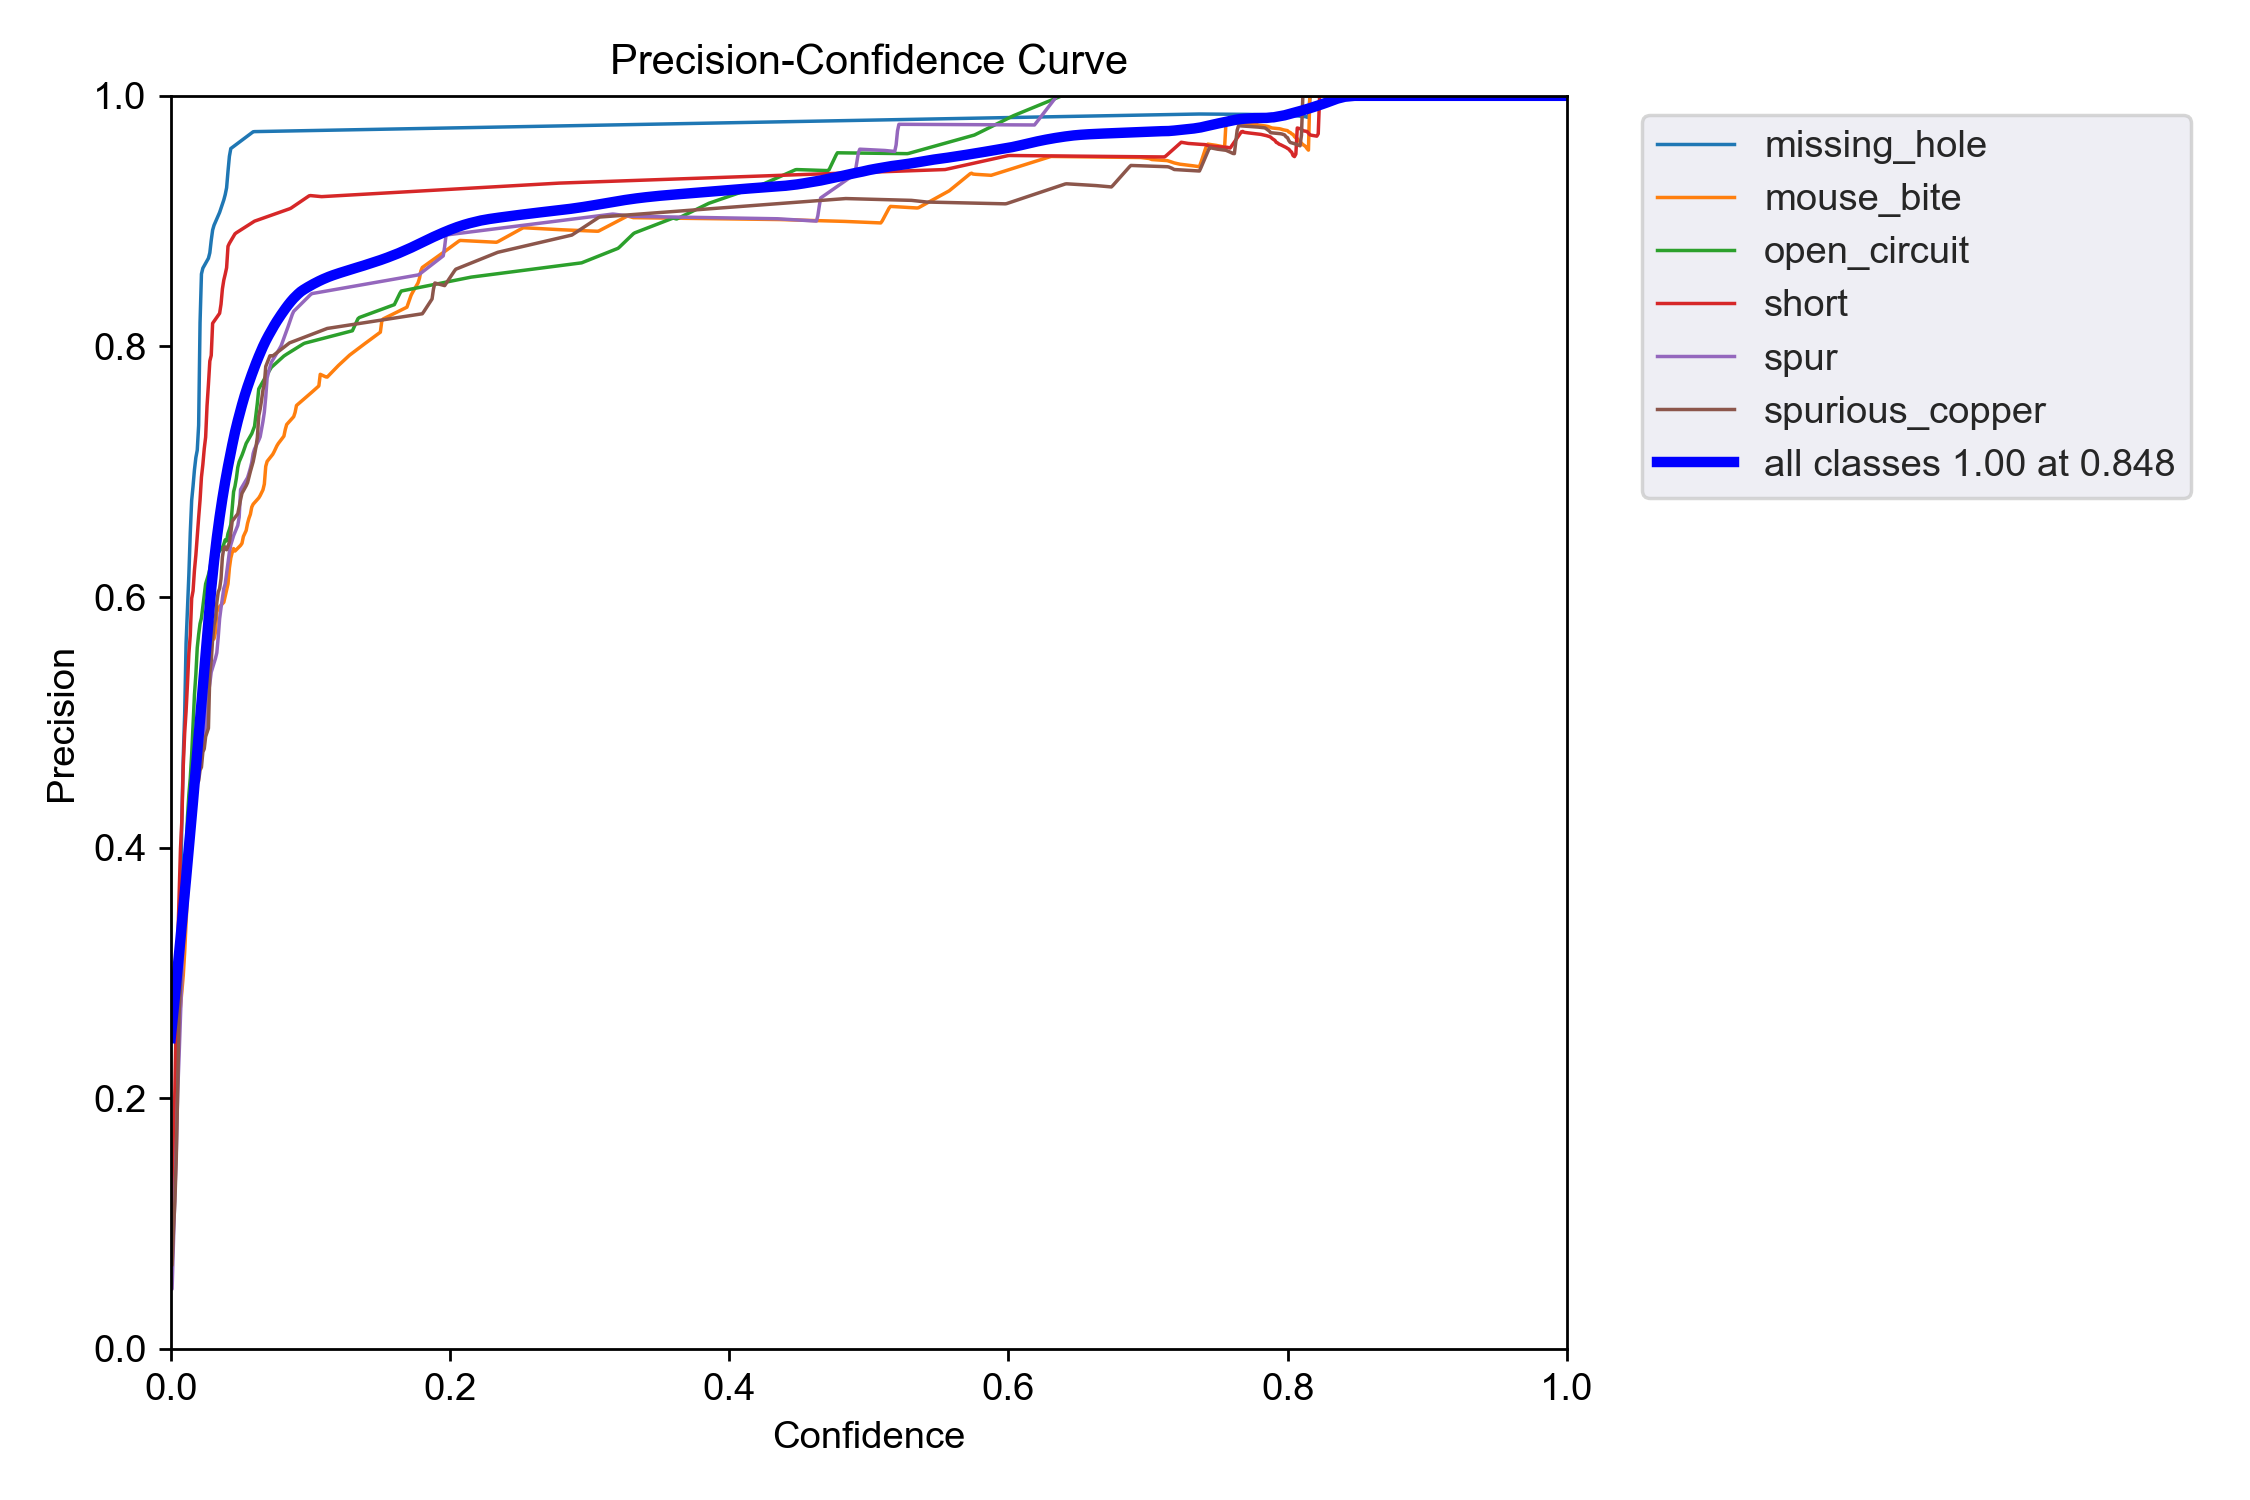 Precision-Confidence Curve
1.0
0.8
0.6
0.4
0.2
0.0
Precision
0.0 0.2 0.4 0.6 0.8 1.0
Confidence
missing_hole
mouse_bite
open_circuit
short
spur
spurious_copper
all classes 1.00 at 0.848